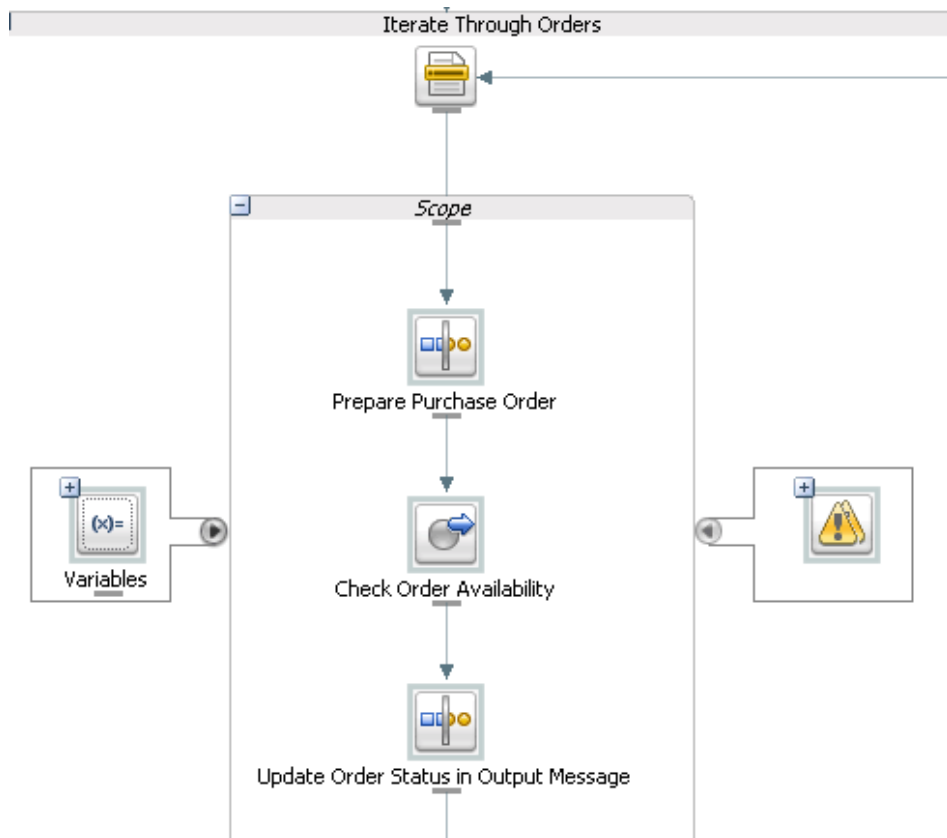 Iterate Through Orders
Scope
Prepare Purchase Order
(x)=
Variables
Check Order Availability
Update Order Status in Output Message